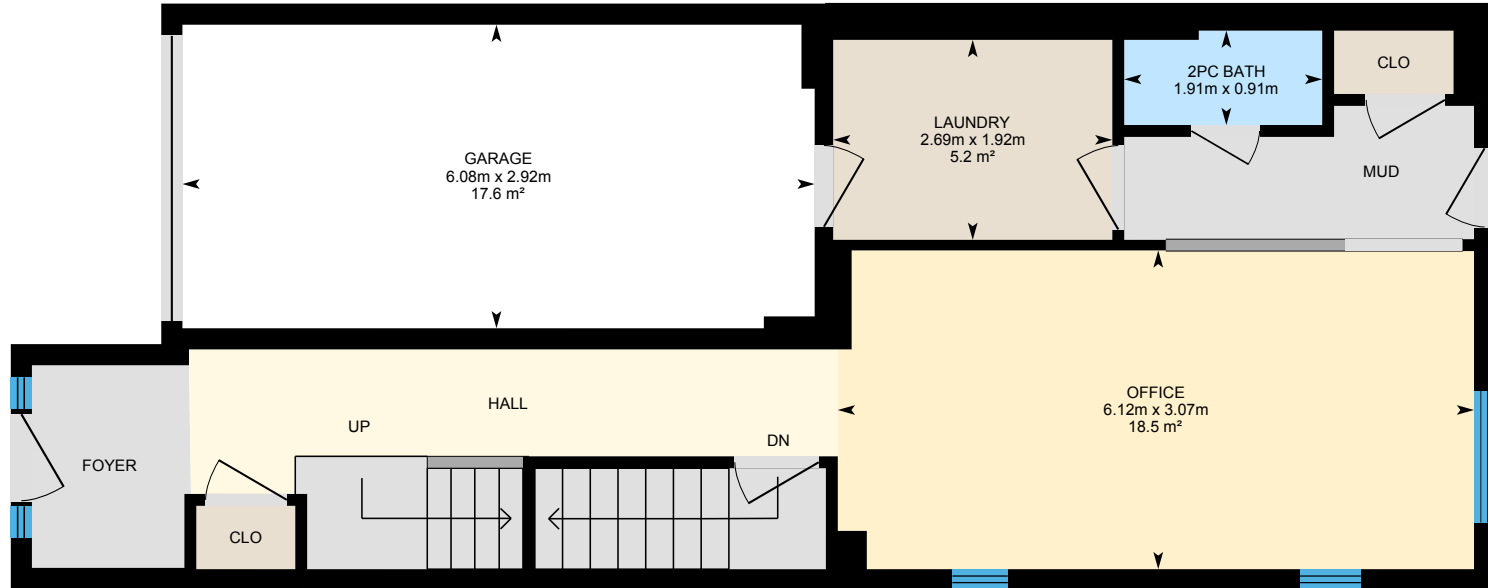 2PC BATH
1.91m x 0.91m
CLO
LAUNDRY
2.69m x 1.92m
5.2 m²
GARAGE
6.08m x 2.92m
17.6 m²
MUD
OFFICE
6.12m x 3.07m
18.5 m²
HALL
UP
DN
FOYER
CLO